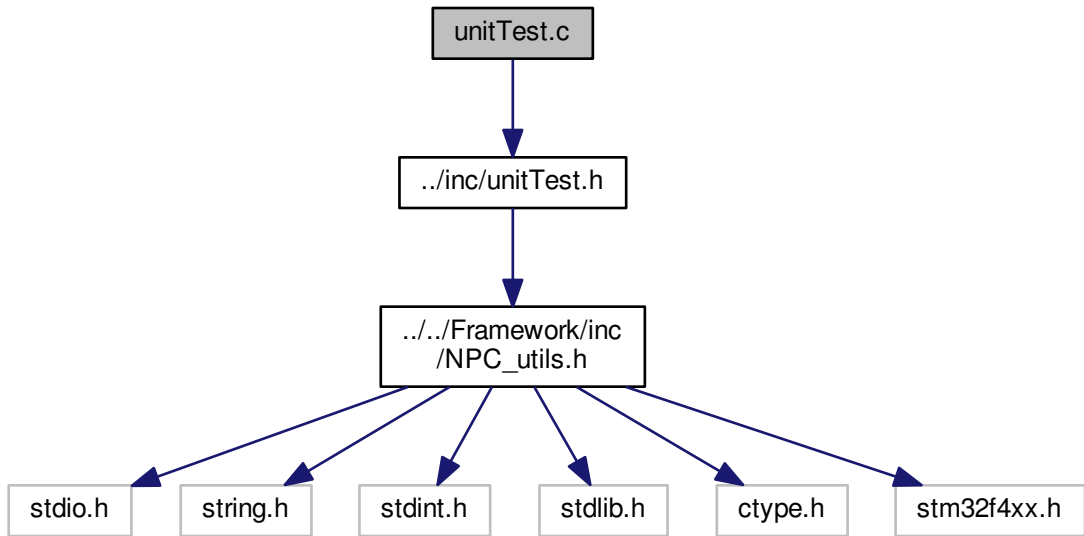 unitTest.c
../inc/unitTest.h
../../Framework/inc
/NPC_utils.h
stdio.h
string.h
stdint.h
stdlib.h
ctype.h
stm32f4xx.h